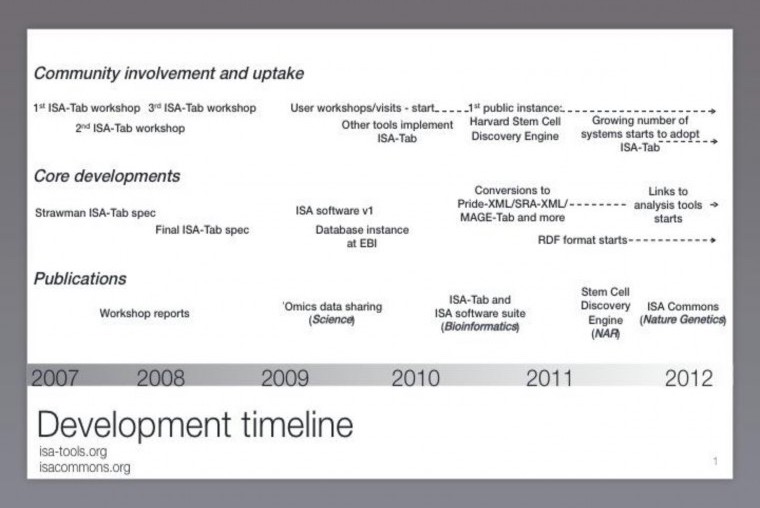 Community involvement and uptake
1st ISA-Tab workshop 3rd ISA-Tab workshop User workshops/visits - start 1st public instance:
2nd ISA-Tab workshop Other tools implement Harvard Stem Cell Growing number of
ISA-Tab Discovery Engine systems starts to adopt
ISA-Tab
Core developments
Strawman ISA-Tab spec ISA software v1 Conversions to Links to
Final ISA-Tab spec Database instance Pride-XML/SRA-XML/ analysis tools
at EBI MAGE-Tab and more starts
RDF format starts
Publications
Workshop reports 'Omics data sharing ISA-Tab and Stem Cell ISA Commons
(Science) ISA software suite Discovery (Nature Genetics)
(Bioinformatics) Engine
(NAR)
2007 2008 2009 2010 2011 2012
Development timeline
isa-tools.org
isacommons.org
1